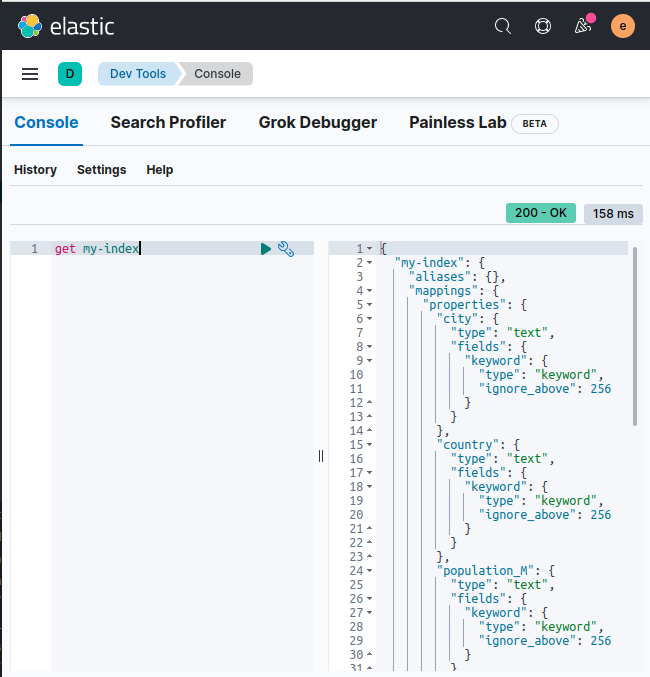 elastic
e
D
Dev Tools
Console
Console
Search Profiler
Grok Debugger
Painless Lab
BETA
History
Settings
Help
200 - OK
158 ms
1 get my-index
1 {
2 "my-index": {
3 "aliases": {},
4 "mappings": {
5 "properties": {
6 "city": {
7 "type": "text",
8 "fields": {
9 "keyword": {
10 "type": "keyword",
11 "ignore_above": 256
12 }
13 }
14 },
15 "country": {
16 "type": "text",
17 "fields": {
18 "keyword": {
19 "type": "keyword",
20 "ignore_above": 256
21 }
22 }
23 },
24 "population_M": {
25 "type": "text",
26 "fields": {
27 "keyword": {
28 "type": "keyword",
29 "ignore_above": 256
30 }
31 }